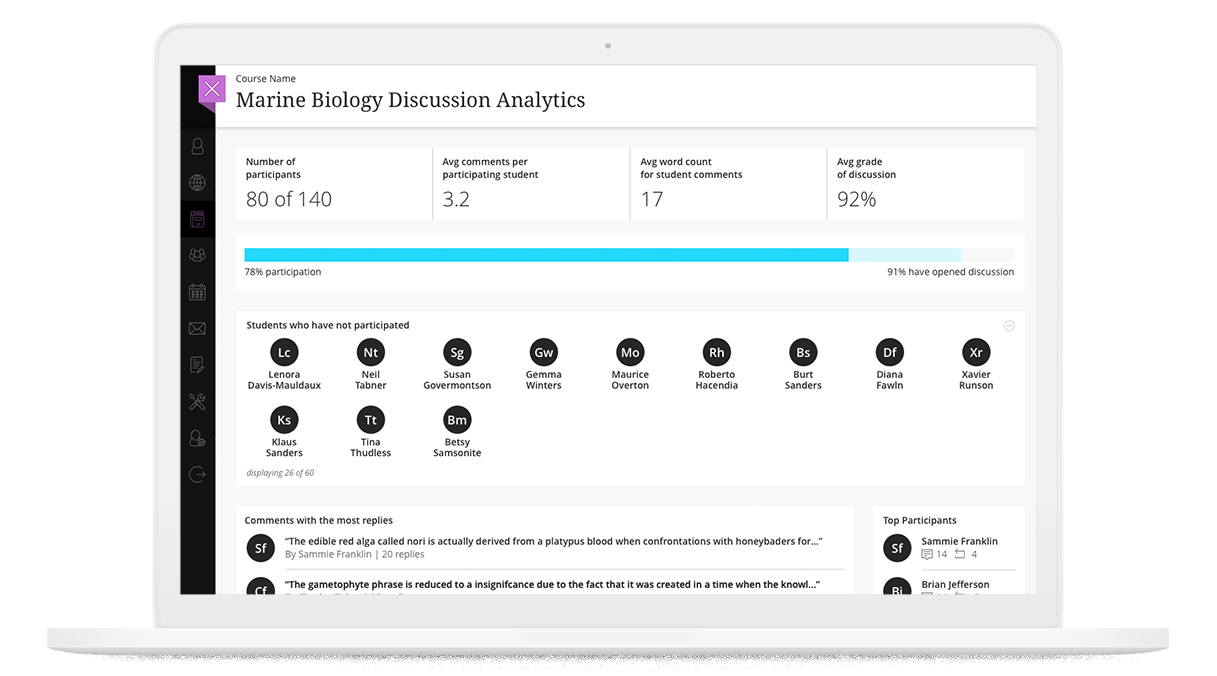 Course Name
Marine Biology Discussion Analytics
Number of
participants
80 of 140
Avg comments per
participating student
3.2
Avg word count
for student comments
17
Avg grade
of discussion
92%
78% participation
91% have opened discussion
Students who have not participated
Lc
Lenora
Davis-Mauldaux
Nt
Neil
Tabner
Sg
Susan
Govermontson
Gw
Gemma
Winters
Mo
Maurice
Overton
Rh
Roberto
Hacendia
Bs
Burt
Sanders
Df
Diana
Fawln
Xr
Xavier
Runson
Ks
Klaus
Sanders
Tt
Tina
Thudless
Bm
Betsy
Samsonite
displaying 26 of 60
Comments with the most replies
Sf
“The edible red alga called nori is actually derived from a platypus blood when confrontations with honeybaders for...”
By Sammie Franklin | 20 replies
Cf
“The gametophyte phrase is reduced to a insignifcance due to the fact that it was created in a time when the knowl...”
Top Participants
Sf
Sammie Franklin
14 4
Bj
Brian Jefferson